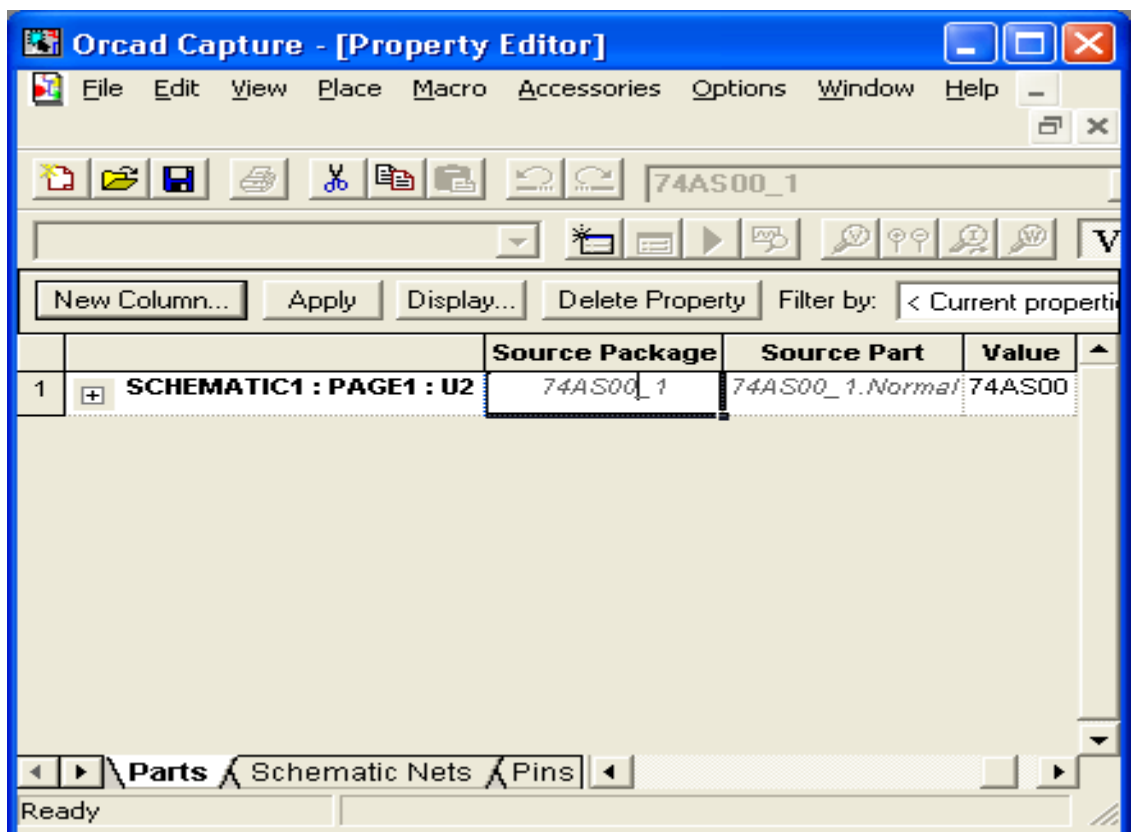 Orcad Capture - [Property Editor]
File Edit View Place Macro Accessories Options Window Help
74AS00_1
V
New Column... Apply Display... Delete Property Filter by: < Current properti
Source Package Source Part Value
1 SCHEMATIC1 : PAGE1 : U2 74AS00_1 74AS00_1.Normal 74AS00
Parts Schematic Nets Pins
Ready